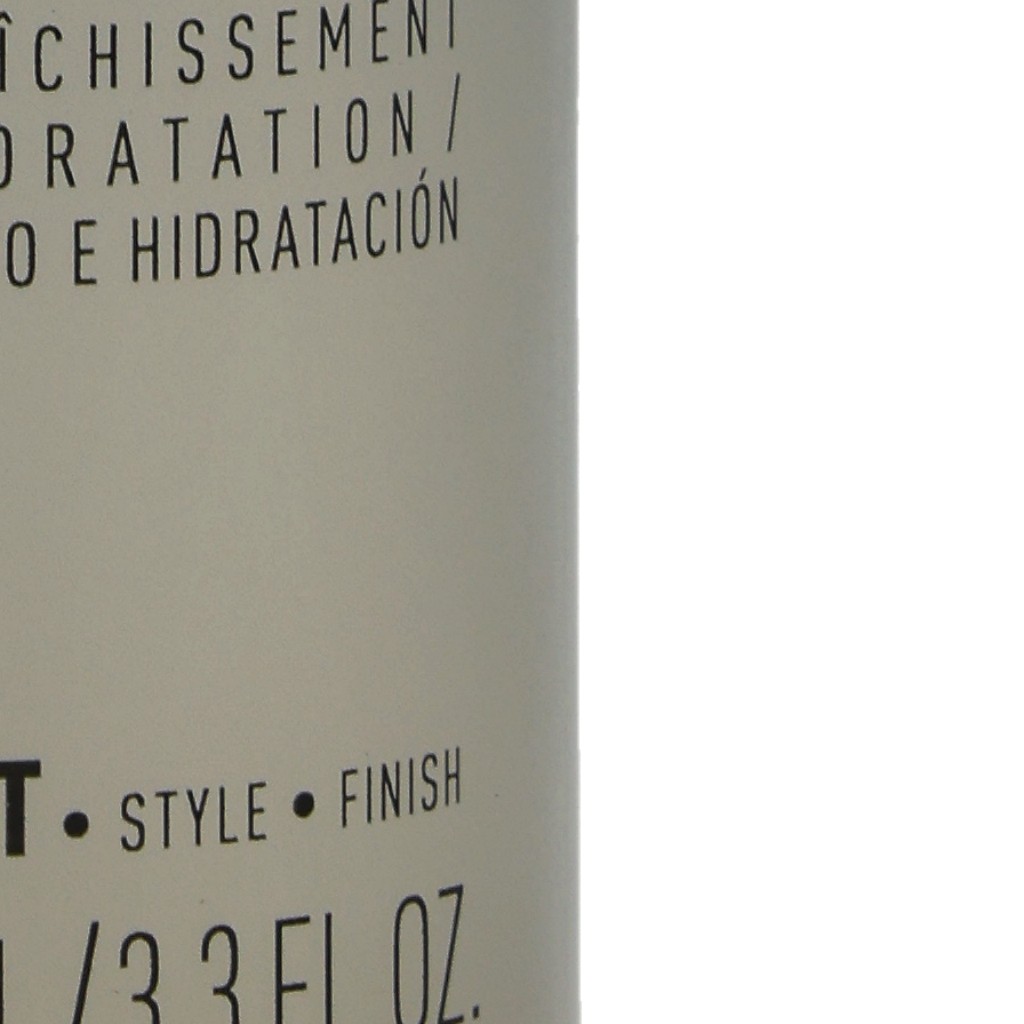 ÎCHISSEMENT
DRATATION /
O E HIDRATACIÓN
T • STYLE • FINISH
L / 3.3 FL OZ.